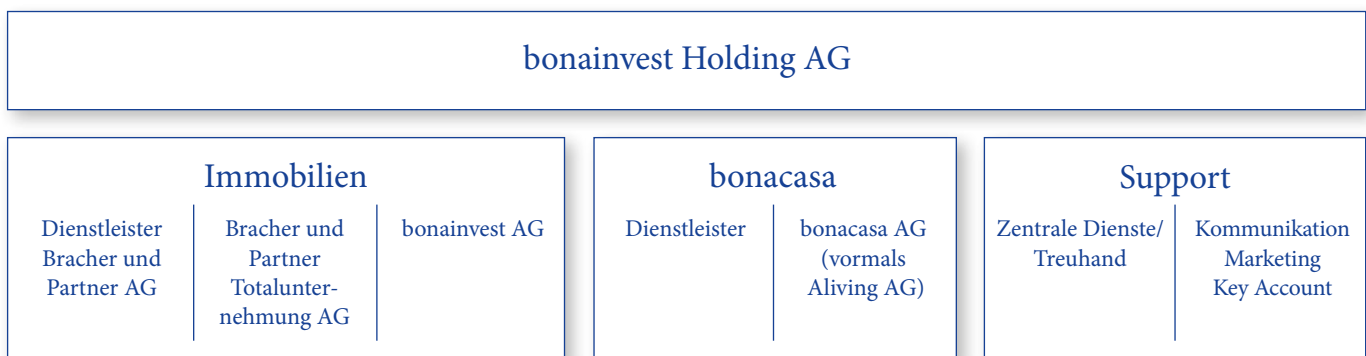 bonainvest Holding AG
Immobilien
Dienstleister
Bracher und
Partner AG
Bracher und
Partner
Totalunter-
nehmung AG
bonainvest AG
bonacasa
Dienstleister
bonacasa AG
(vormals
Aliving AG)
Support
Zentrale Dienste/
Treuhand
Kommunikation
Marketing
Key Account